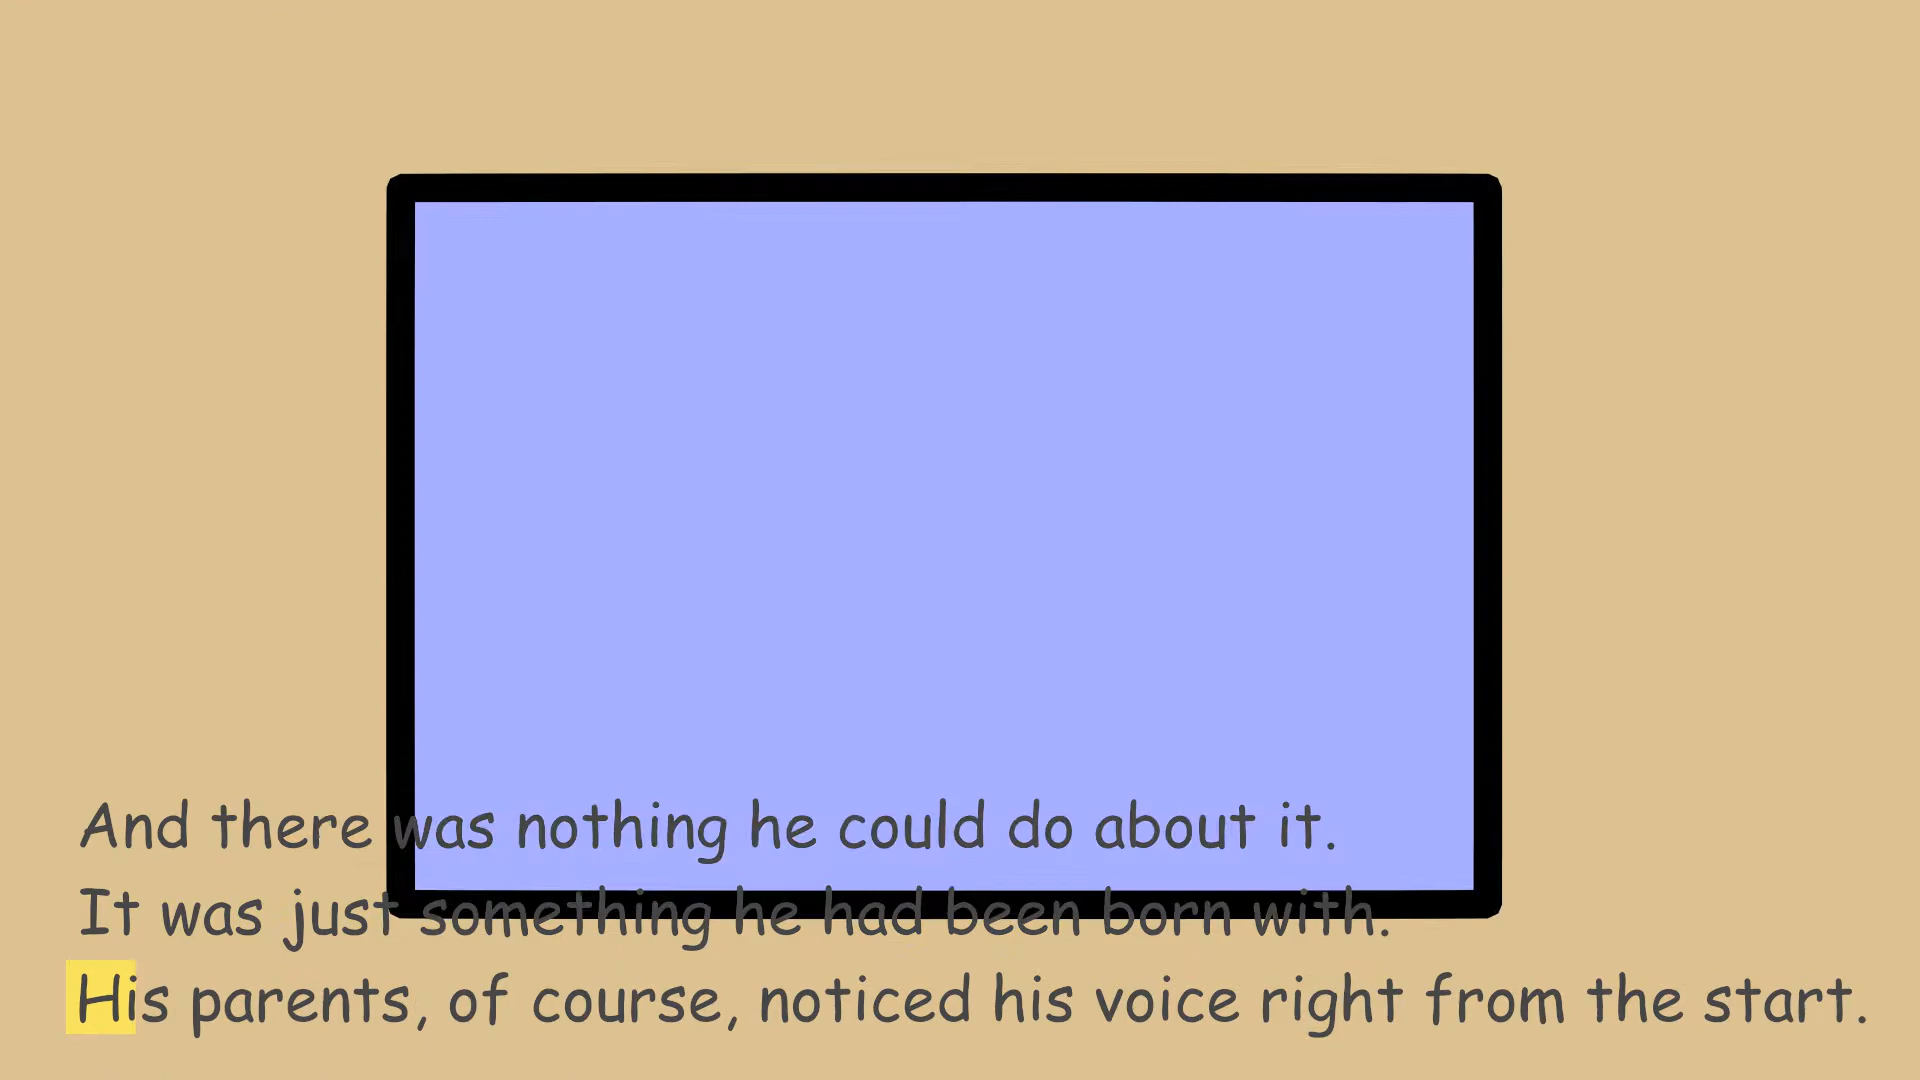 And there was nothing he could do about it.
It was just something he had been born with.
His parents, of course, noticed his voice right from the start.